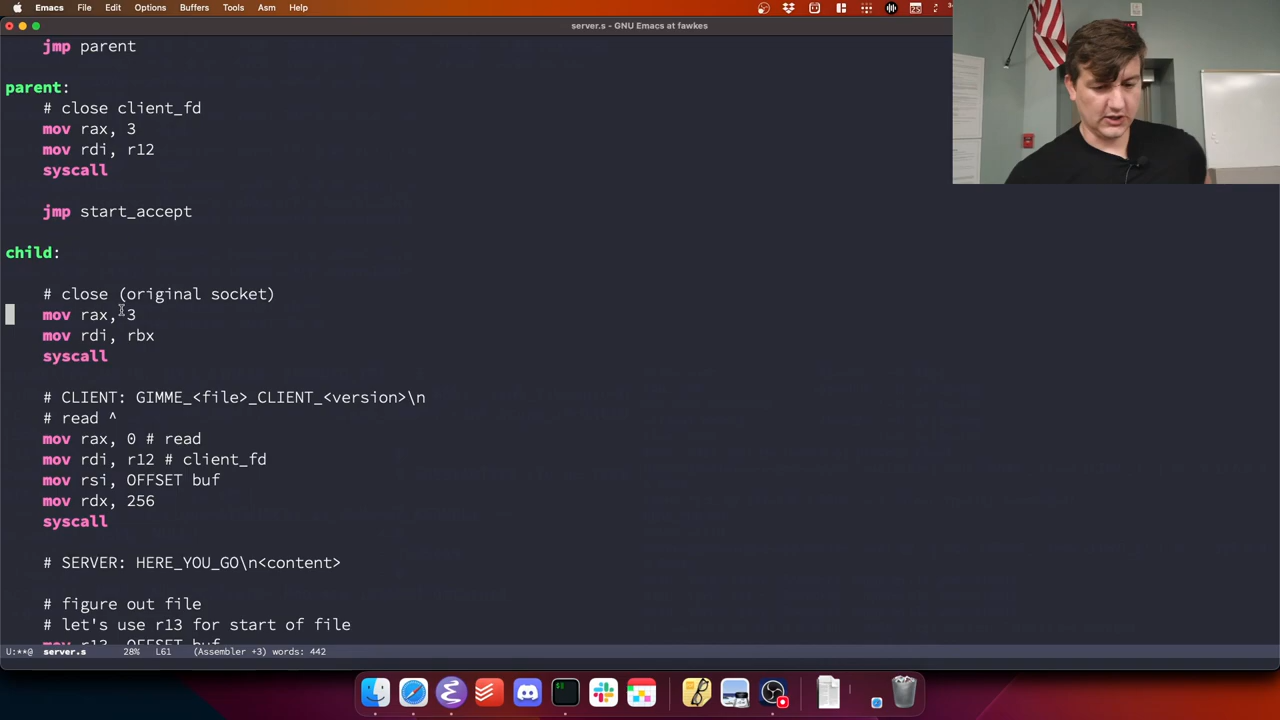 Emacs File Edit Options Buffers Tools Asm Help
server.s - GNU Emacs at fawkes
jmp parent
parent:
# close client_fd
mov rax, 3
mov rdi, r12
syscall
jmp start_accept
child:
# close (original socket)
mov rax, 3
mov rdi, rbx
syscall
# CLIENT: GIMME_<file>_CLIENT_<version>\n
# read ^
mov rax, 0 # read
mov rdi, r12 # client_fd
mov rsi, OFFSET buf
mov rdx, 256
syscall
# SERVER: HERE_YOU_GO\n<content>
# figure out file
# let's use r13 for start of file
mov r13, OFFSET buf
U:**@ server.s 28% L61 (Assembler +3) words: 442